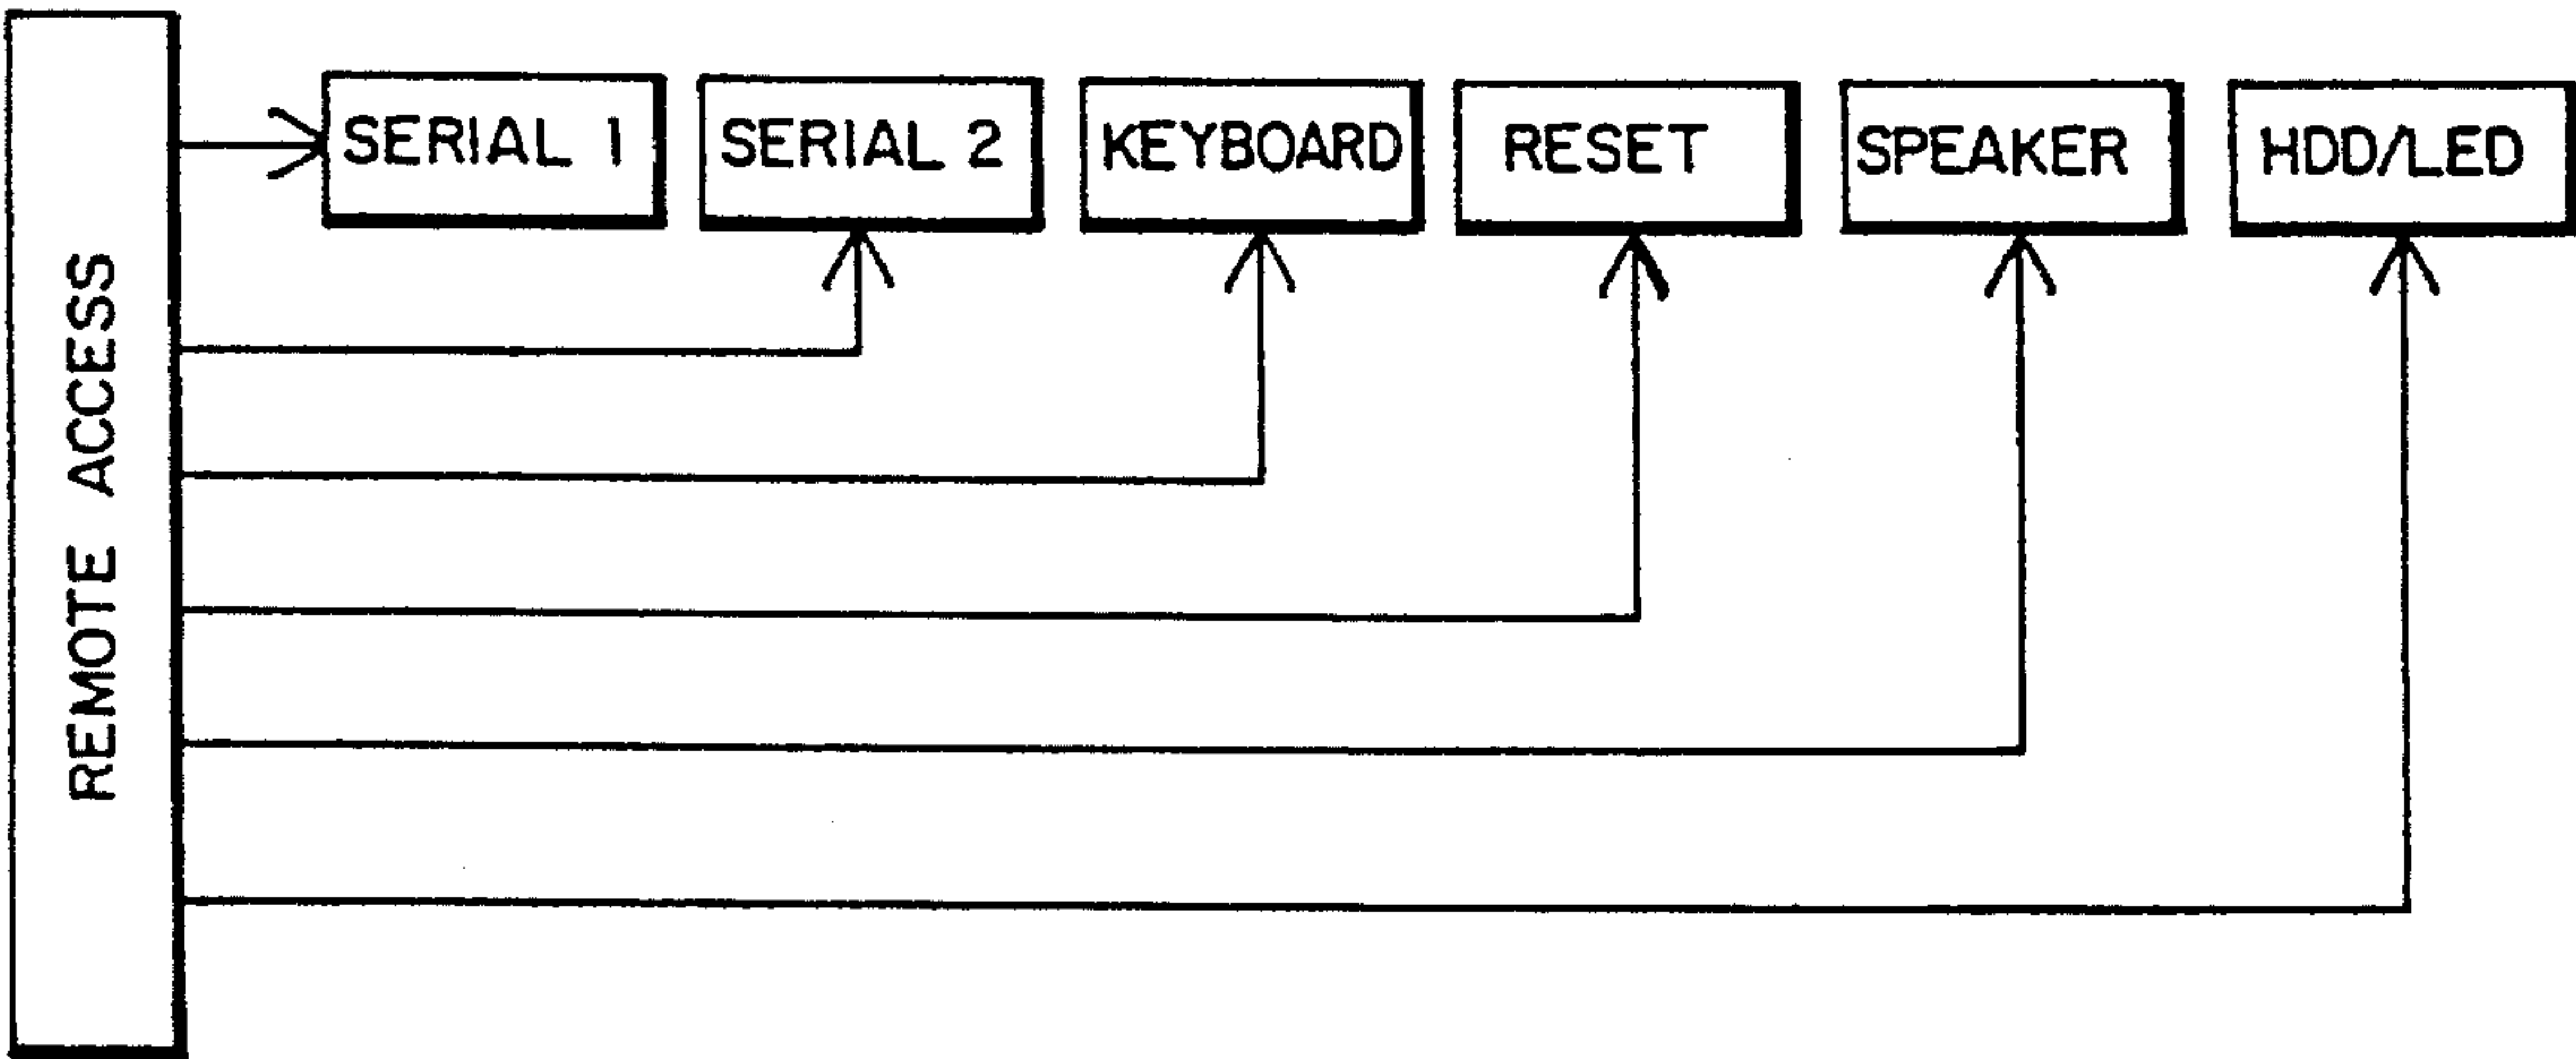 SERIAL 1
SERIAL 2
KEYBOARD
RESET
SPEAKER
HDD/LED
REMOTE ACCESS